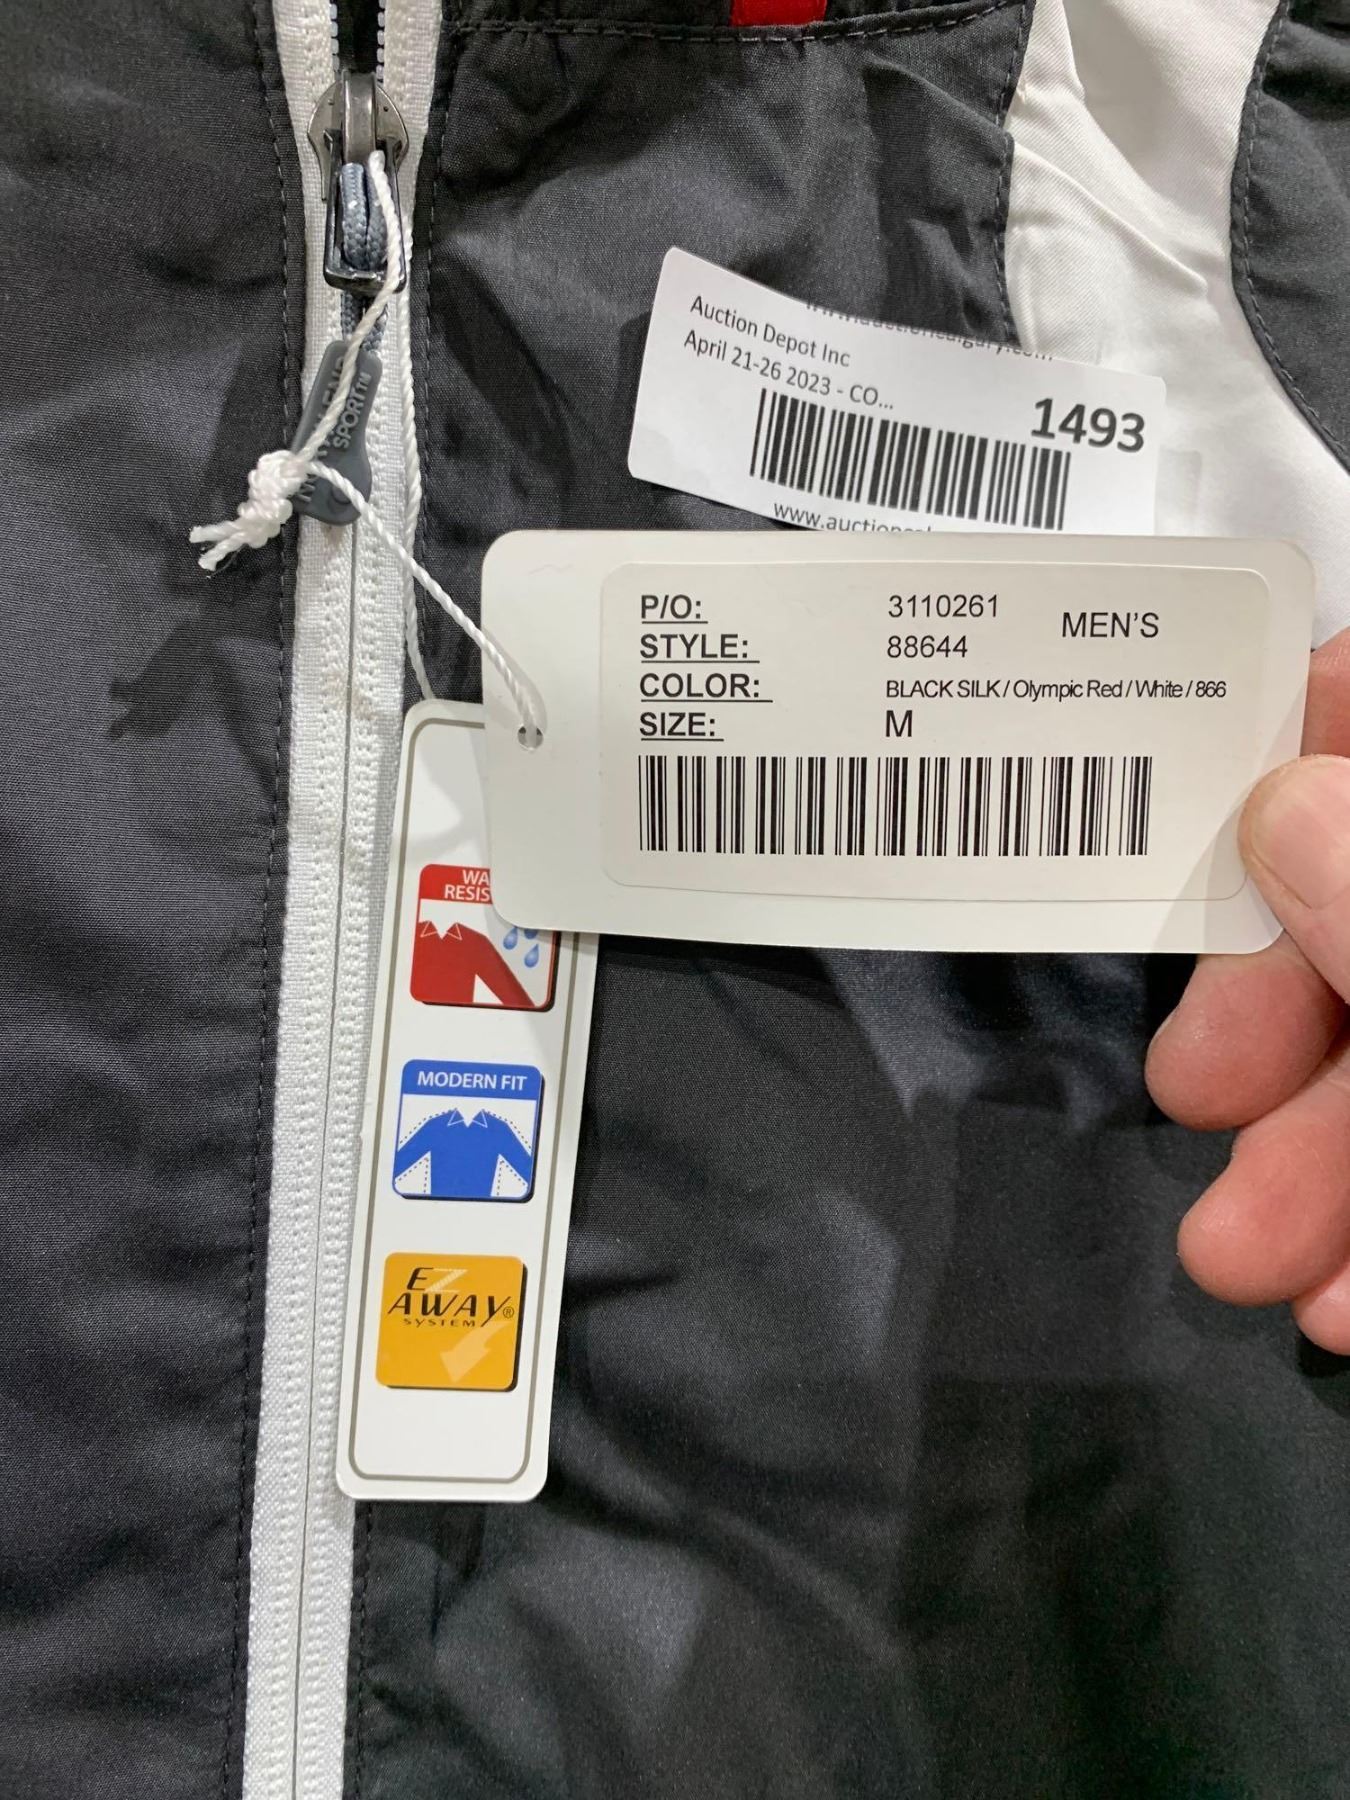 SPORT™
Auction Depot Inc
April 21-26 2023 - CO...
1493
P/O: 3110261 MEN'S
STYLE: 88644
COLOR: BLACK SILK / Olympic Red / White / 866
SIZE: M
MODERN FIT
EZ
AWAY®
SYSTEM